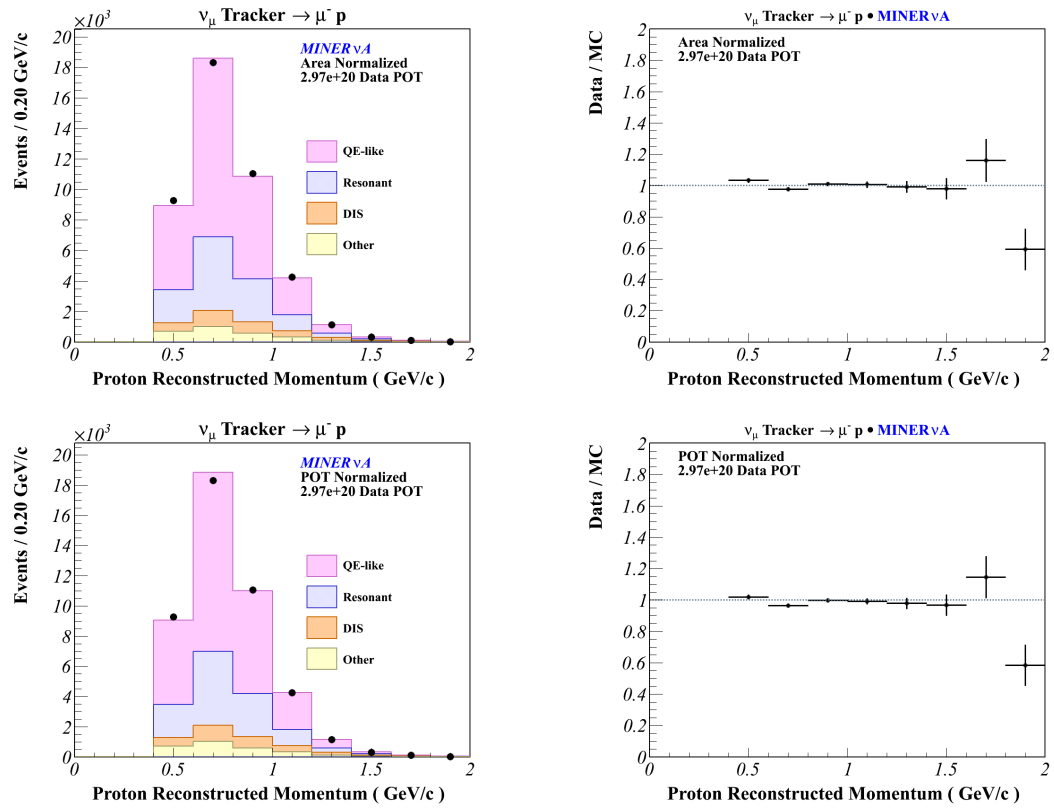 ν_μ Tracker → μ⁻ p
×10³
Events / 0.20 GeV/c
MINERνA
Area Normalized
2.97e+20 Data POT
QE-like
Resonant
DIS
Other
18
16
14
12
10
8
6
4
2
0
0 0.5 1 1.5 2
Proton Reconstructed Momentum ( GeV/c )
ν_μ Tracker → μ⁻ p • MINERνA
Data / MC
Area Normalized
2.97e+20 Data POT
2
1.8
1.6
1.4
1.2
1
0.8
0.6
0.4
0.2
0
0 0.5 1 1.5 2
Proton Reconstructed Momentum ( GeV/c )
ν_μ Tracker → μ⁻ p
×10³
Events / 0.20 GeV/c
MINERνA
POT Normalized
2.97e+20 Data POT
QE-like
Resonant
DIS
Other
18
16
14
12
10
8
6
4
2
0
0 0.5 1 1.5 2
Proton Reconstructed Momentum ( GeV/c )
ν_μ Tracker → μ⁻ p • MINERνA
Data / MC
POT Normalized
2.97e+20 Data POT
2
1.8
1.6
1.4
1.2
1
0.8
0.6
0.4
0.2
0
0 0.5 1 1.5 2
Proton Reconstructed Momentum ( GeV/c )